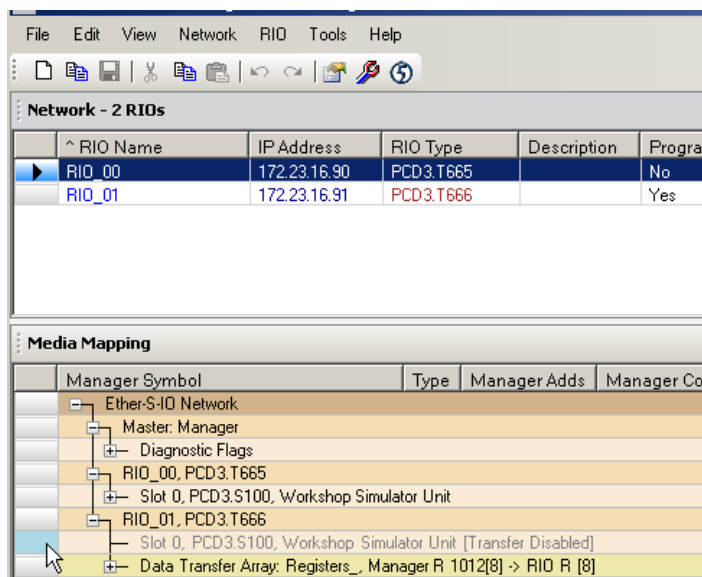 File Edit View Network RIO Tools Help
Network - 2 RIOs
^ RIO Name IP Address RIO Type Description Progra
RIO_00 172.23.16.90 PCD3.T665 No
RIO_01 172.23.16.91 PCD3.T666 Yes
Media Mapping
Manager Symbol Type Manager Adds Manager Co
Ether-S-IO Network
Master: Manager
Diagnostic Flags
RIO_00, PCD3.T665
Slot 0, PCD3.S100, Workshop Simulator Unit
RIO_01, PCD3.T666
Slot 0, PCD3.S100, Workshop Simulator Unit [Transfer Disabled]
Data Transfer Array: Registers_, Manager R 1012[8] -> RIO R [8]